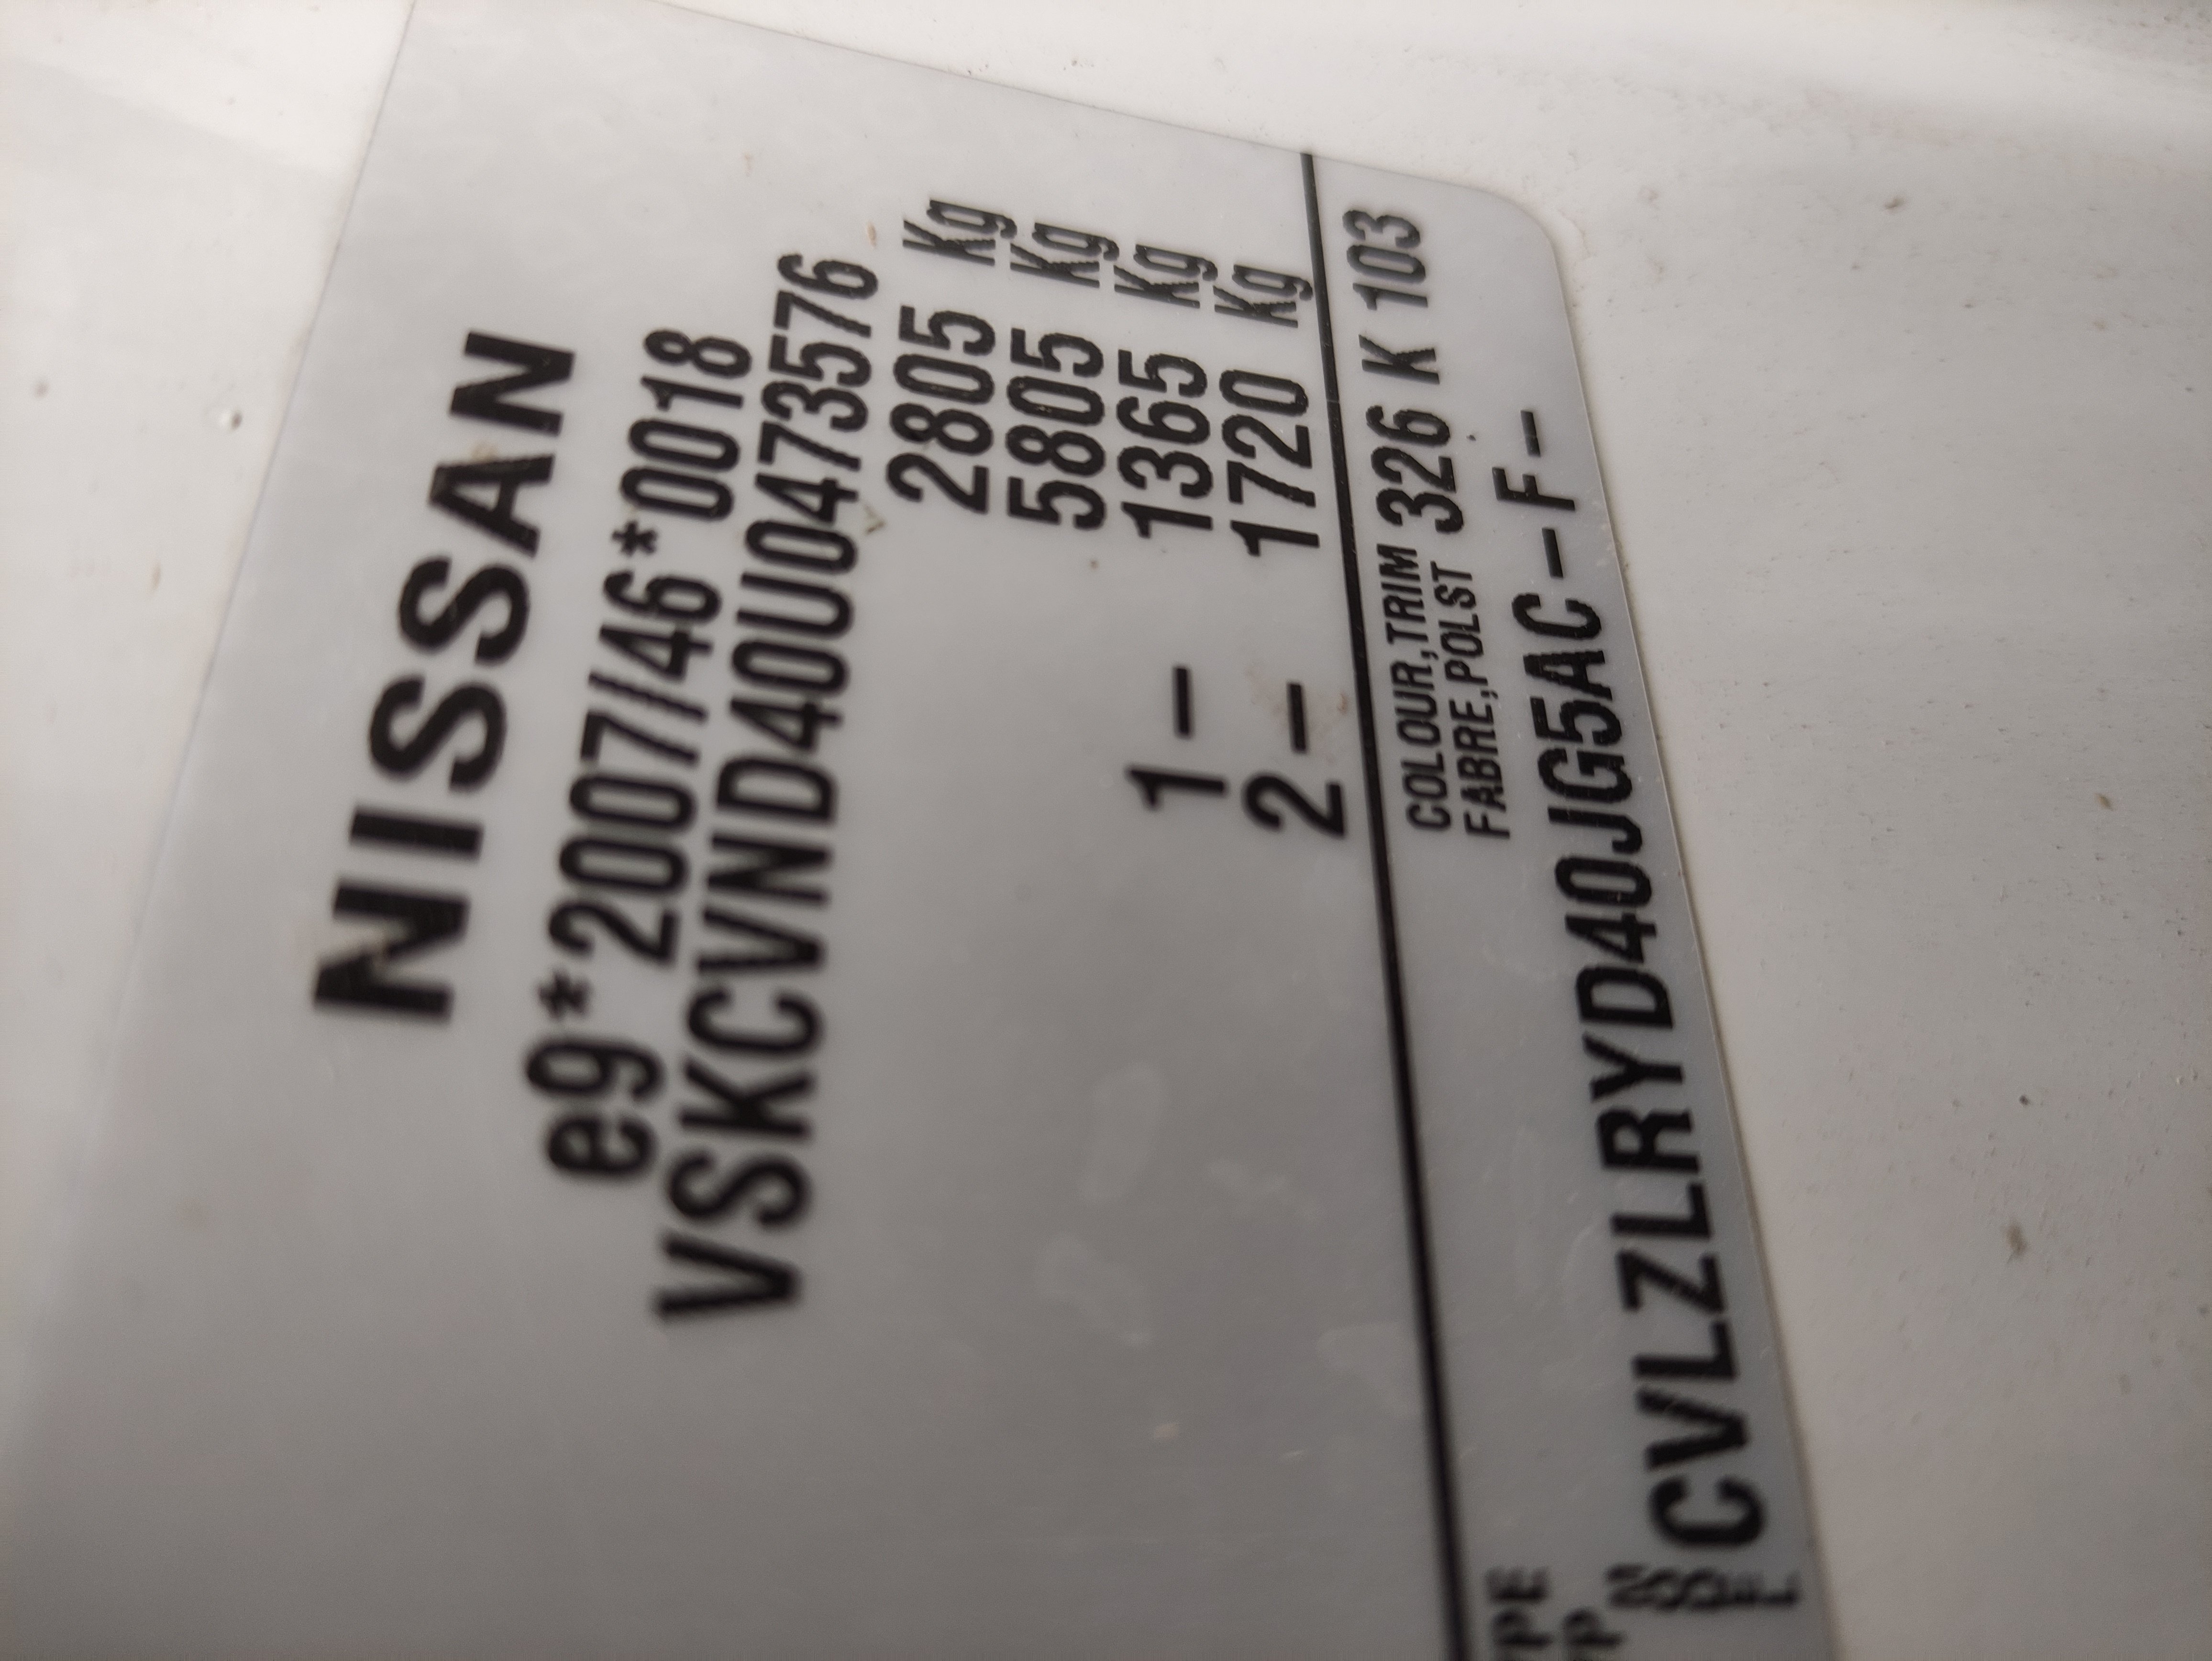 NISSAN
e9*2007/46*0018
VSKCVND40U0473576
2805 Kg
5805 Kg
1- 1365 Kg
2- 1720 Kg
COLOUR,TRIM 326 K 103
FABRE,POLST
CVLZLRYD40JG5AC-F-